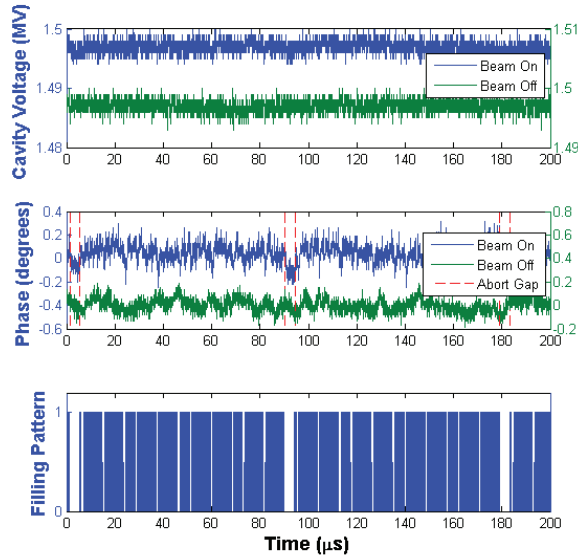 Cavity Voltage (MV)
1.5
1.49
1.48
1.51
1.5
1.49
Beam On
Beam Off
0 20 40 60 80 100 120 140 160 180 200
Phase (degrees)
0.4
0.2
0
-0.2
-0.4
-0.6
0.8
0.6
0.4
0.2
0
-0.2
Beam On
Beam Off
Abort Gap
0 20 40 60 80 100 120 140 160 180 200
Filling Pattern
1
0
0 20 40 60 80 100 120 140 160 180 200
Time (μs)